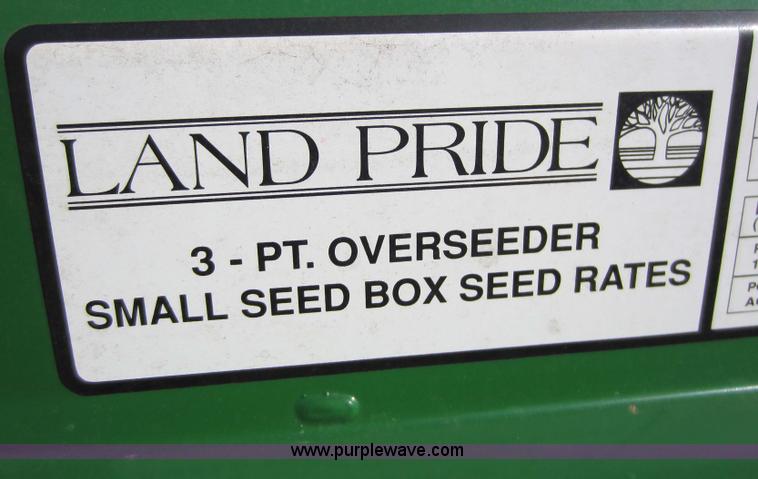 LAND PRIDE
3 - PT. OVERSEEDER
SMALL SEED BOX SEED RATES
www.purplewave.com